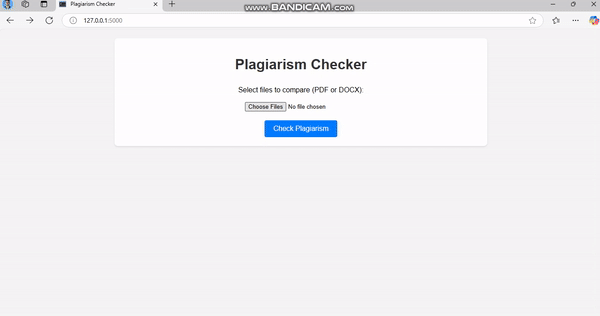 WWW.BANDICAM.COM
Plagiarism Checker
127.0.0.1:5000
Plagiarism Checker
Select files to compare (PDF or DOCX):
Choose Files No file chosen
Check Plagiarism